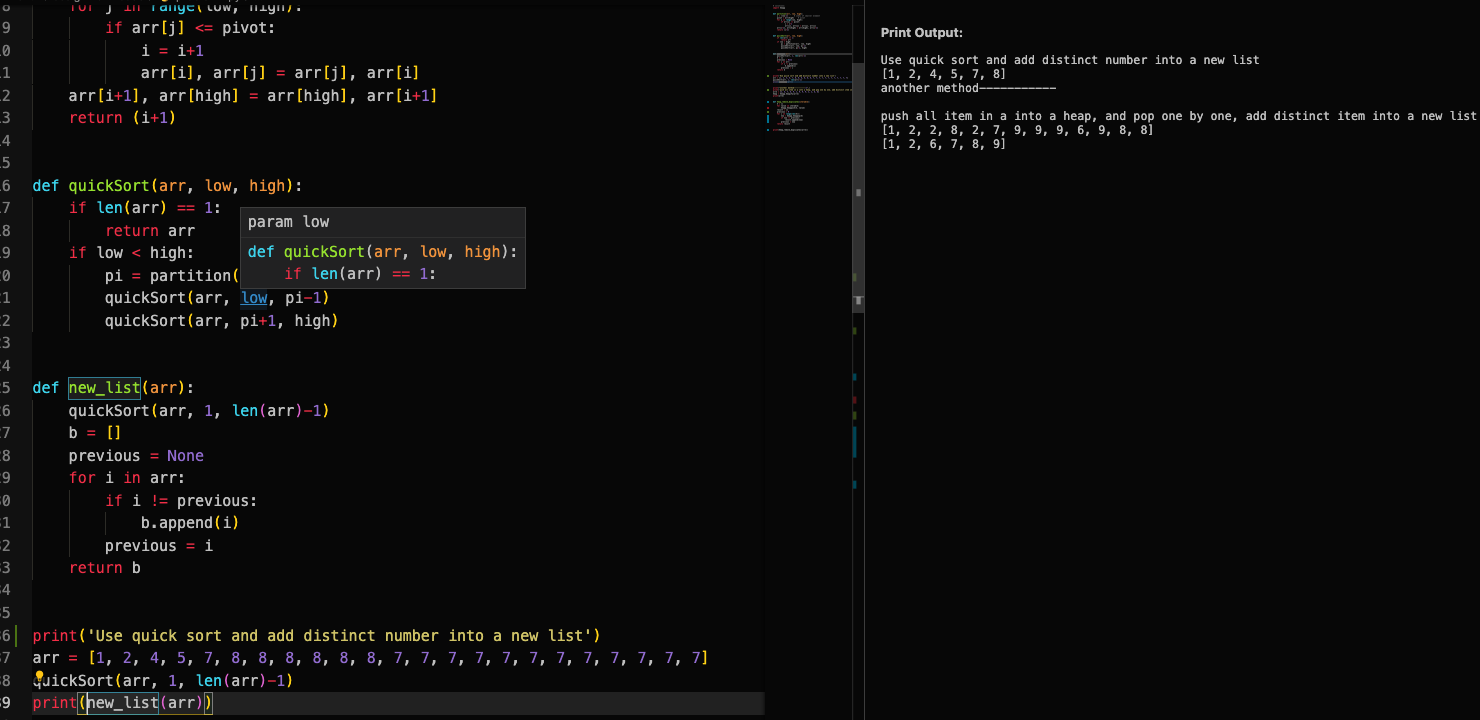 for j in range(low, high):
9 if arr[j] <= pivot:
0 i = i+1
1 arr[i], arr[j] = arr[j], arr[i]
2 arr[i+1], arr[high] = arr[high], arr[i+1]
3 return (i+1)
4
5
6 def quickSort(arr, low, high):
7 if len(arr) == 1:
8 return arr
9 if low < high:
0 pi = partition(
1 quickSort(arr, low, pi-1)
2 quickSort(arr, pi+1, high)
3
4
5 def new_list(arr):
6 quickSort(arr, 1, len(arr)-1)
7 b = []
8 previous = None
9 for i in arr:
0 if i != previous:
1 b.append(i)
2 previous = i
3 return b
4
5
6 print('Use quick sort and add distinct number into a new list')
7 arr = [1, 2, 4, 5, 7, 8, 8, 8, 8, 8, 8, 7, 7, 7, 7, 7, 7, 7, 7, 7, 7, 7, 7]
8 quickSort(arr, 1, len(arr)-1)
9 print(new_list(arr))
param low
def quickSort(arr, low, high):
if len(arr) == 1:
Print Output:
Use quick sort and add distinct number into a new list
[1, 2, 4, 5, 7, 8]
another method-----------
push all item in a into a heap, and pop one by one, add distinct item into a new list
[1, 2, 2, 8, 2, 7, 9, 9, 9, 6, 9, 8, 8]
[1, 2, 6, 7, 8, 9]